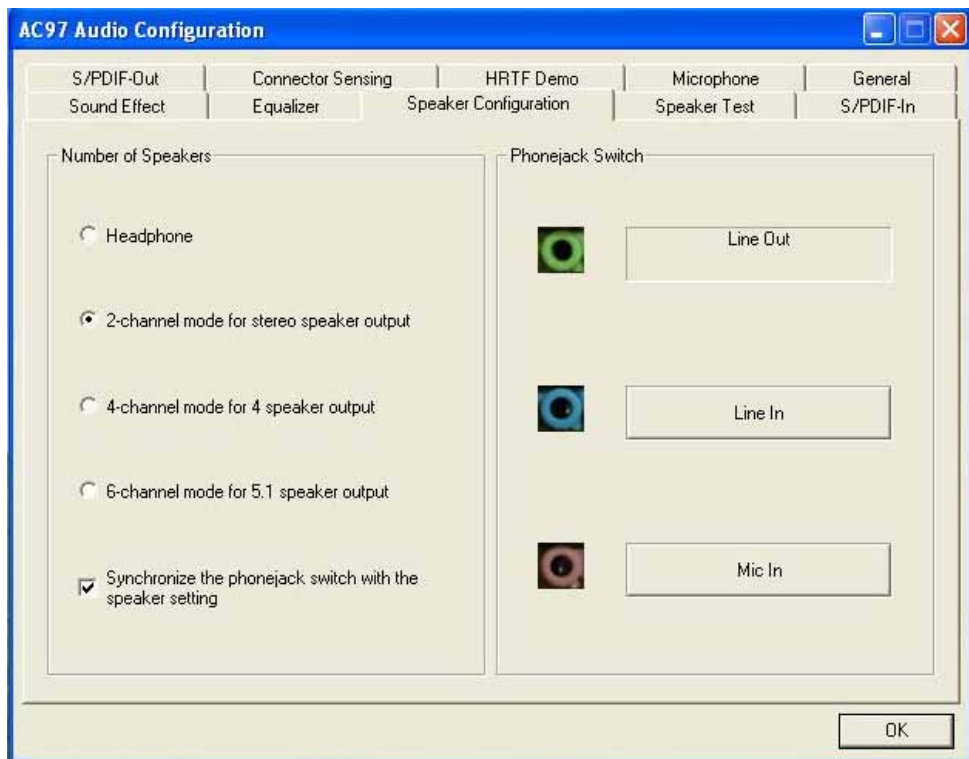 AC97 Audio Configuration
S/PDIF-Out
Connector Sensing
HRTF Demo
Microphone
General
Sound Effect
Equalizer
Speaker Configuration
Speaker Test
S/PDIF-In
Number of Speakers
Headphone
2-channel mode for stereo speaker output
4-channel mode for 4 speaker output
6-channel mode for 5.1 speaker output
Synchronize the phonejack switch with the
speaker setting
Phonejack Switch
Line Out
Line In
Mic In
OK